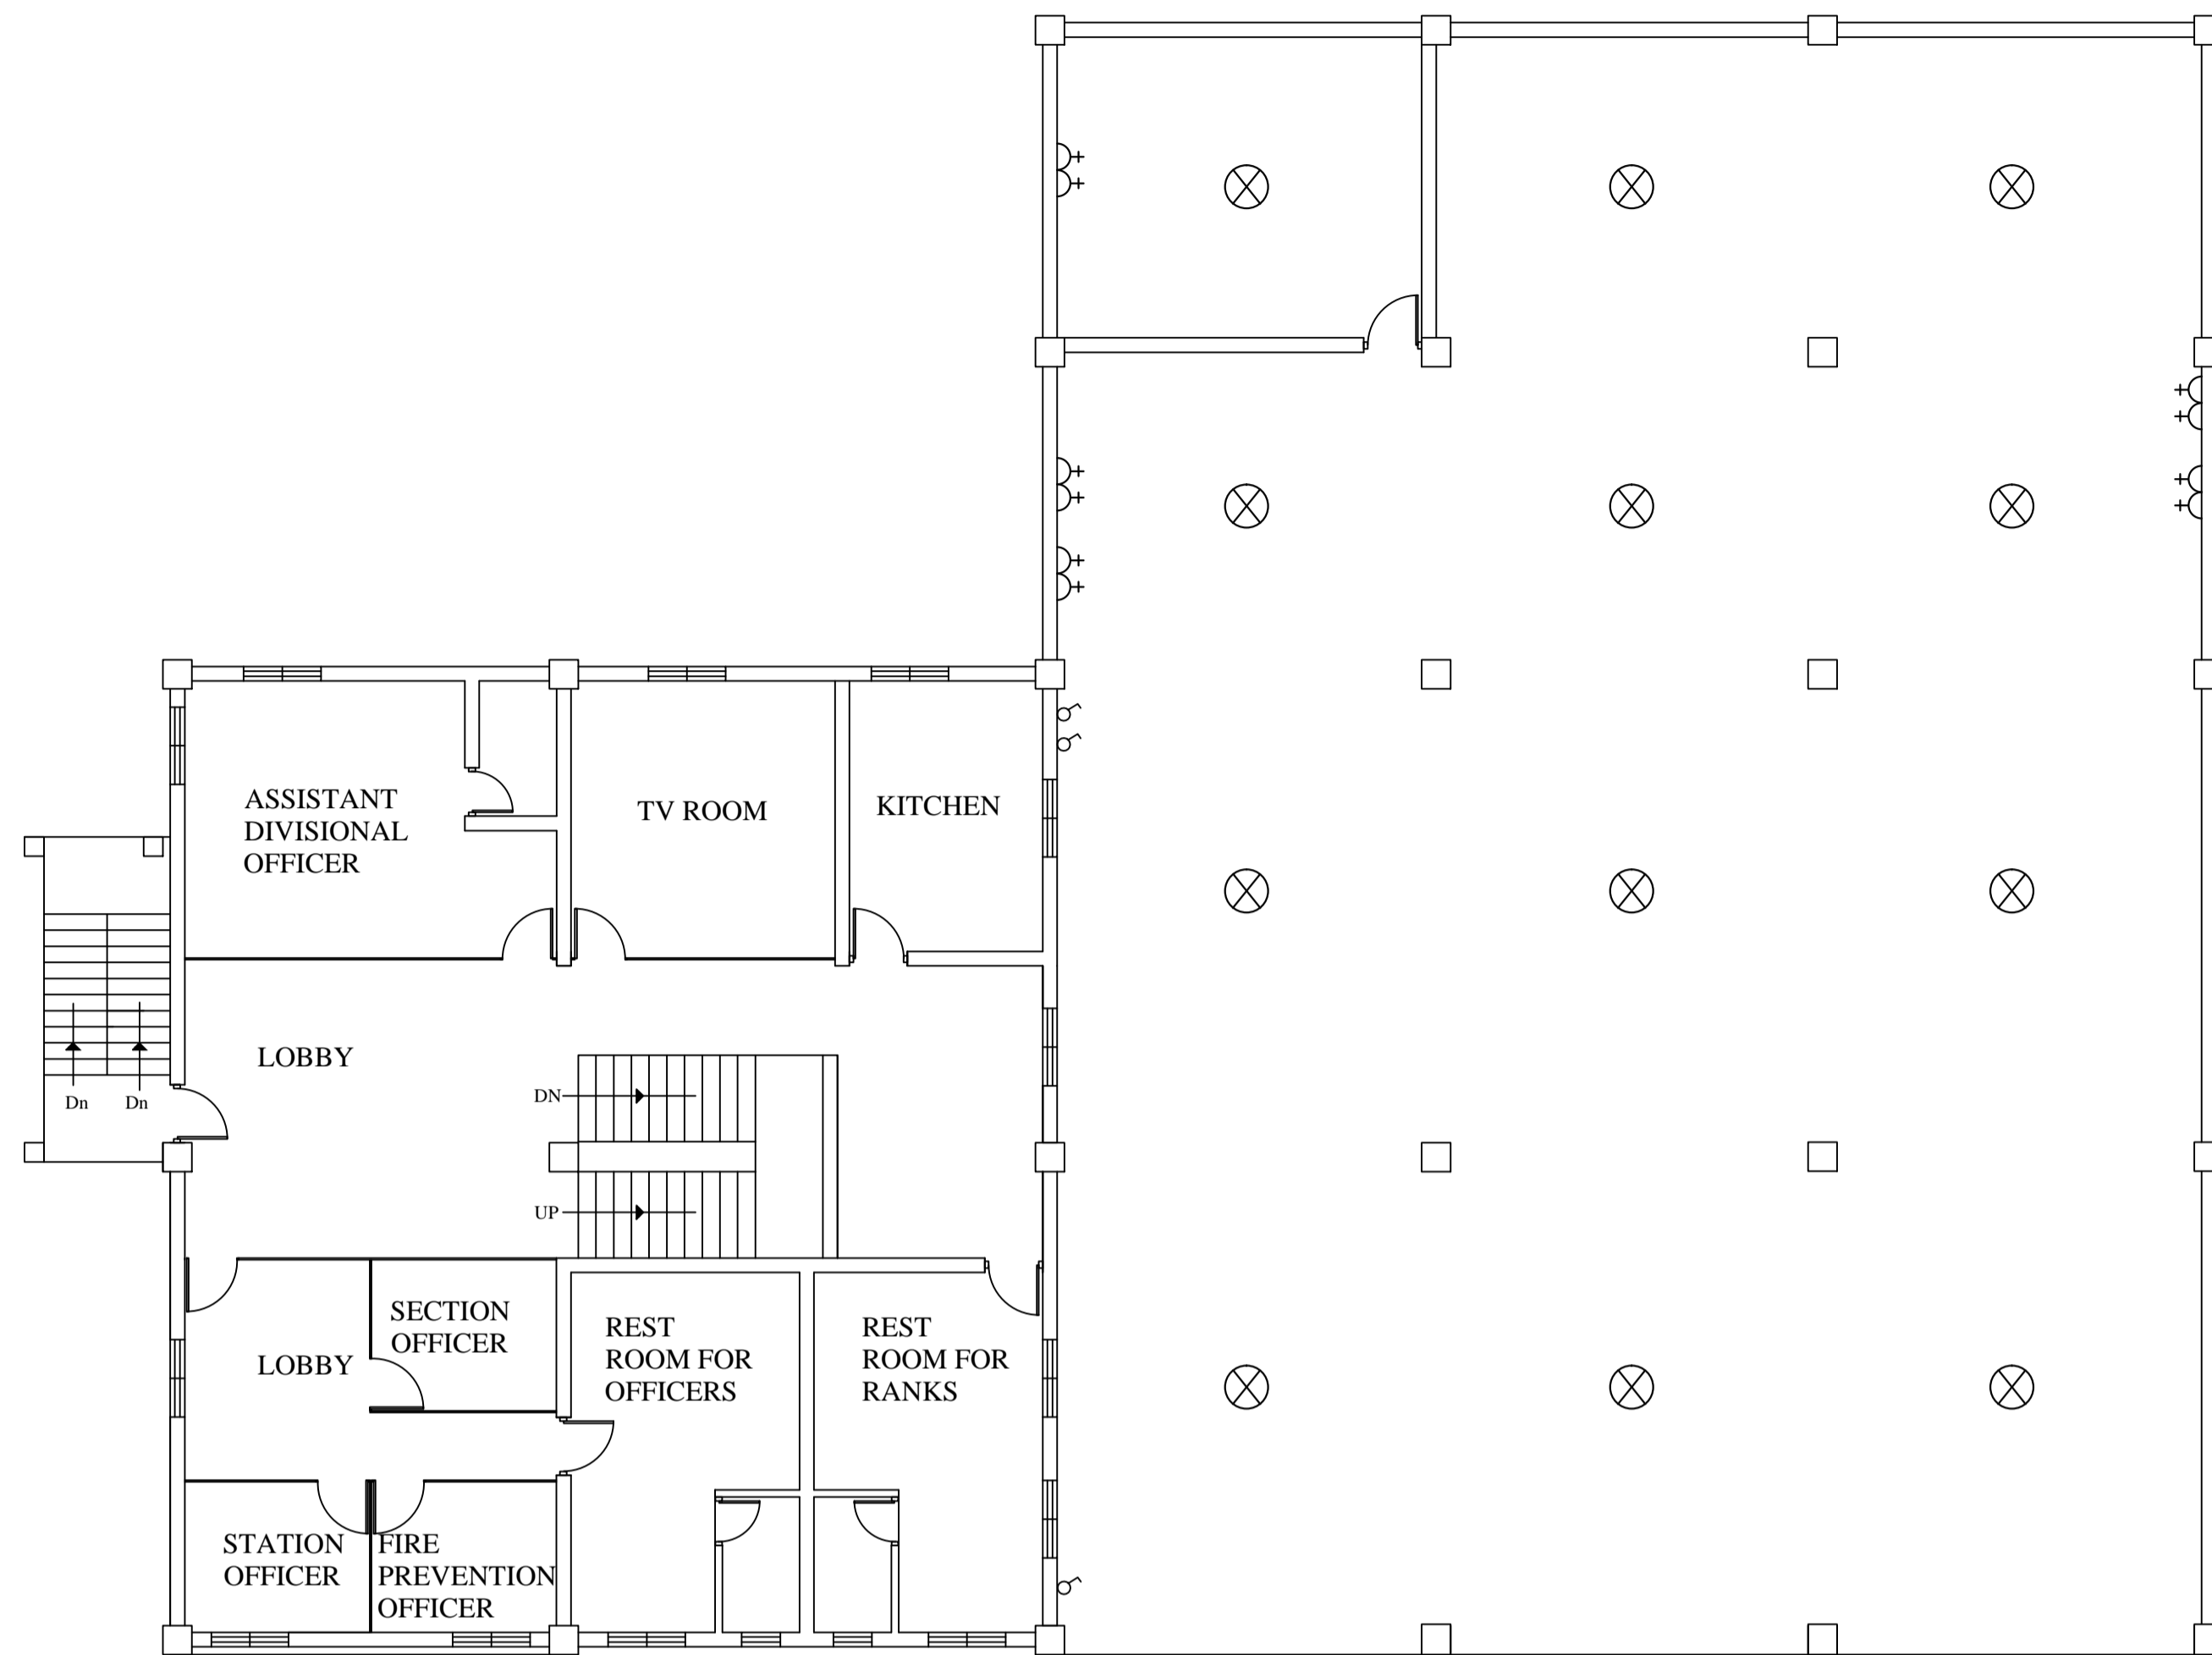 ASSISTANT
DIVISIONAL
OFFICER
TV ROOM
KITCHEN
LOBBY
DN
Dn
Dn
UP
SECTION
OFFICER
LOBBY
REST
ROOM FOR
OFFICERS
REST
ROOM FOR
RANKS
STATION
OFFICER
FIRE
PREVENTION
OFFICER